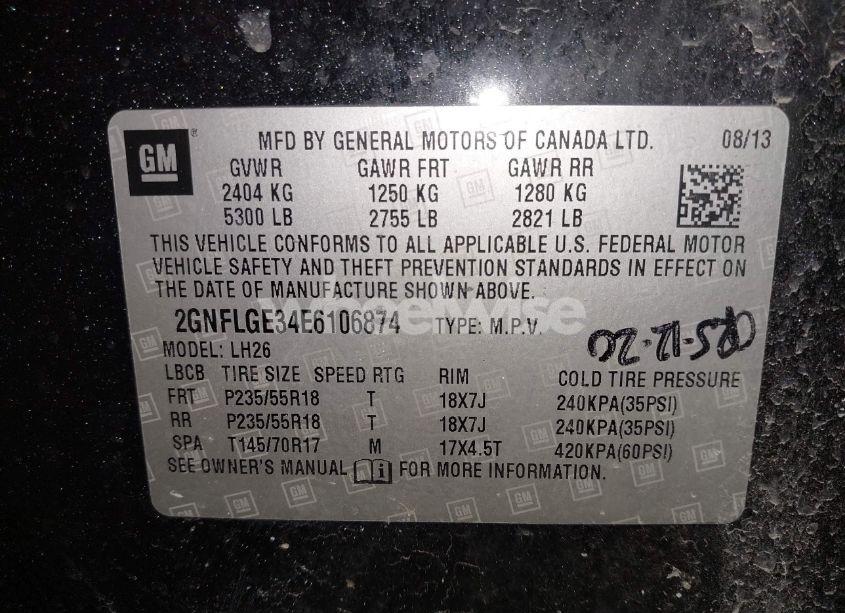 GM
MFD BY GENERAL MOTORS OF CANADA LTD. 08/13
GVWR GAWR FRT GAWR RR
2404 KG 1250 KG 1280 KG
5300 LB 2755 LB 2821 LB
THIS VEHICLE CONFORMS TO ALL APPLICABLE U.S. FEDERAL MOTOR
VEHICLE SAFETY AND THEFT PREVENTION STANDARDS IN EFFECT ON
THE DATE OF MANUFACTURE SHOWN ABOVE.
2GNFLGE34E6106874 TYPE: M.P.V.
MODEL: LH26
LBCB TIRE SIZE SPEED RTG RIM COLD TIRE PRESSURE
FRT P235/55R18 T 18X7J 240KPA(35PSI)
RR P235/55R18 T 18X7J 240KPA(35PSI)
SPA T145/70R17 M 17X4.5T 420KPA(60PSI)
SEE OWNER'S MANUAL FOR MORE INFORMATION.